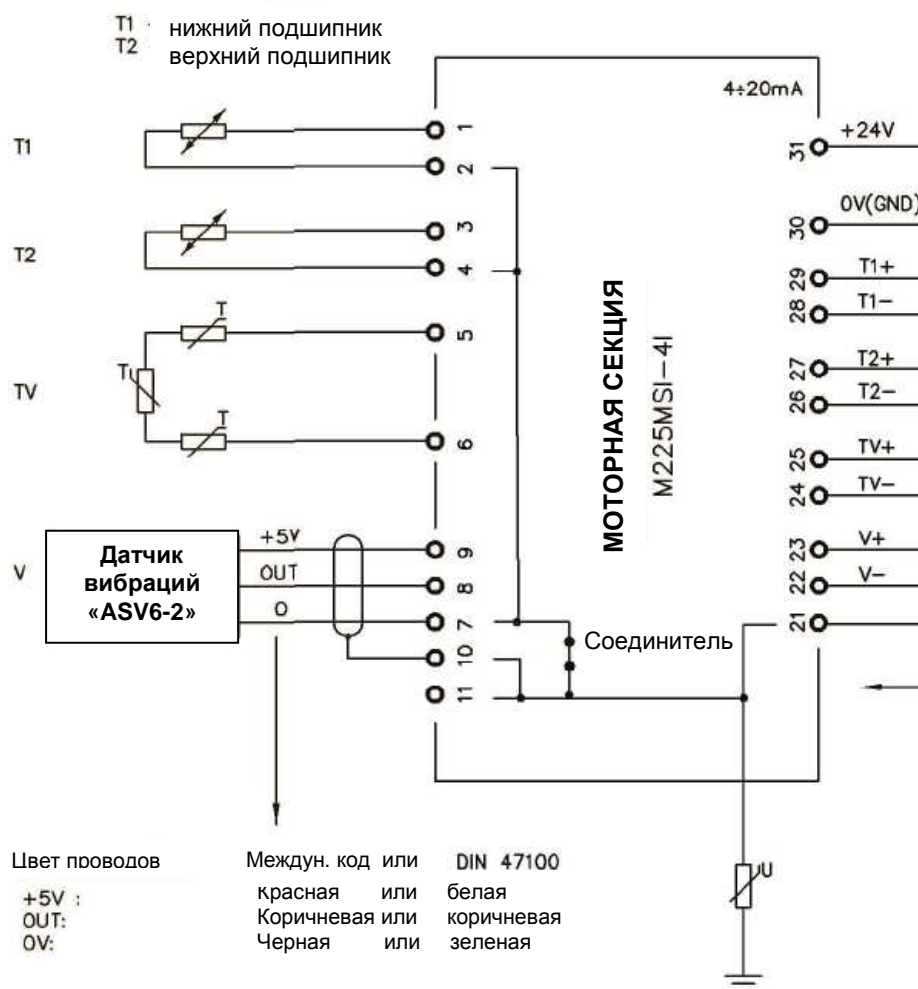 T1 - нижний подшипник
T2 верхний подшипник
4÷20mA
T1
1
2
31 +24V
T2
3
4
30 0V(GND)
29 T1+
28 T1-
TV
T
T
T
5
6
27 T2+
26 T2-
25 TV+
24 TV-
МОТОРНАЯ СЕКЦИЯ
M225MSI-4I
V
Датчик
вибраций
«ASV6-2»
+5V
OUT
0
9
8
7
10
11
23 V+
22 V-
21
Соединитель
U
Цвет проводов Междун. код или DIN 47100
+5V : красная или белая
OUT: Коричневая или коричневая
0V: Черная или зеленая